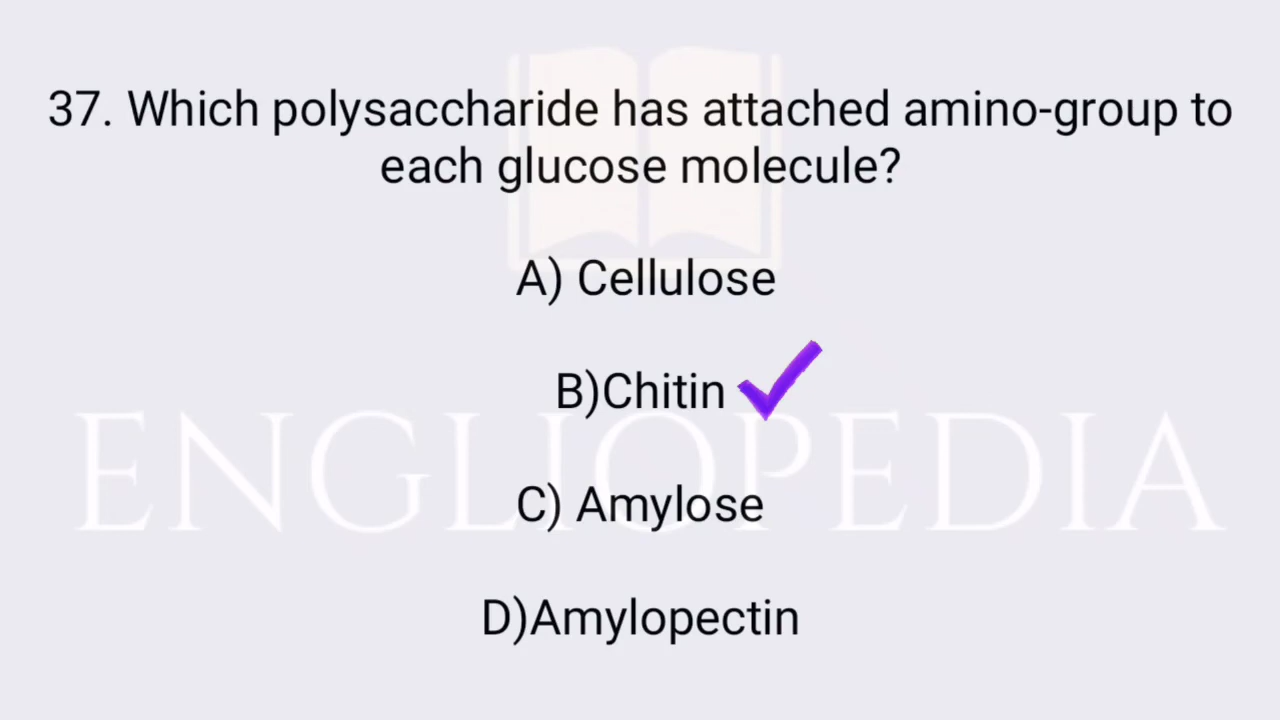 37. Which polysaccharide has attached amino-group to
each glucose molecule?
A) Cellulose
B)Chitin
ENGLIOPEDIA
C) Amylose
D)Amylopectin